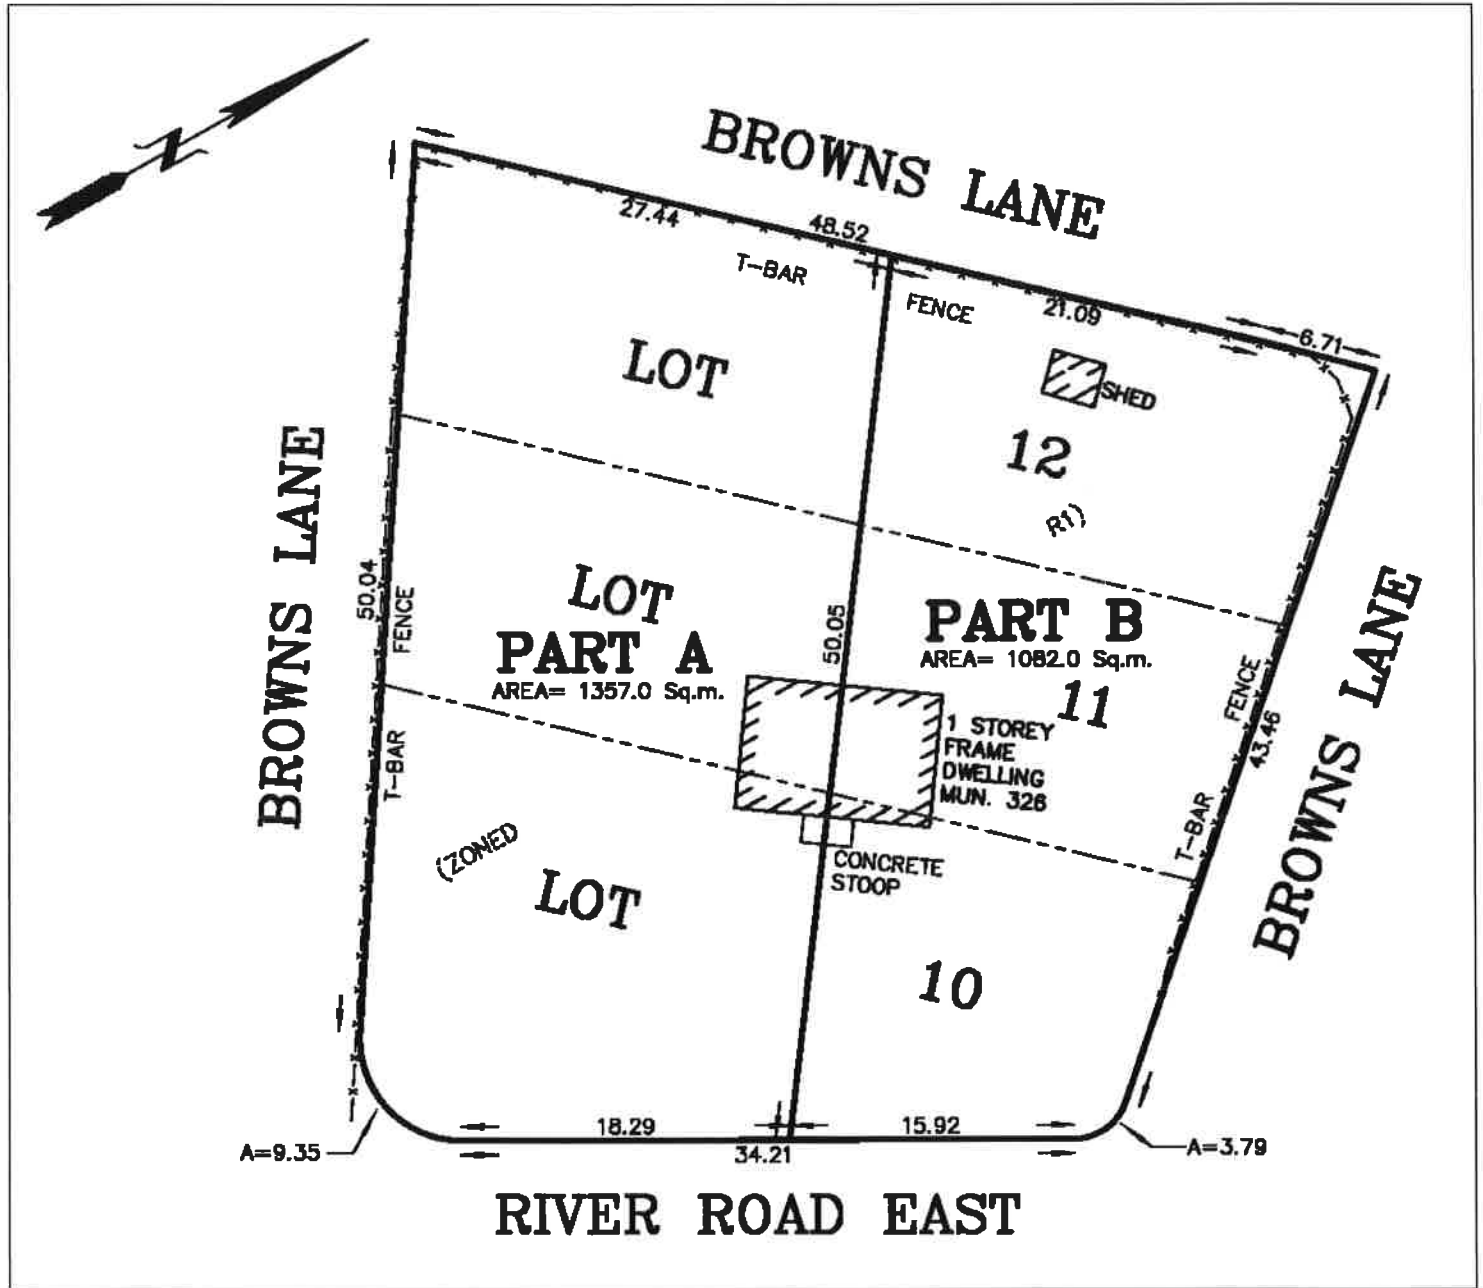 N
BROWNS LANE
27.44
48.52
T-BAR
FENCE
21.09
6.71
LOT
SHED
12
R1)
BROWNS LANE
50.04
FENCE
LOT
PART A
AREA= 1357.0 Sq.m.
50.05
PART B
AREA= 1082.0 Sq.m.
11
FENCE
43.46
BROWNS LANE
T-BAR
1 STOREY
FRAME
DWELLING
MUN. 326
T-BAR
(ZONED
LOT
CONCRETE
STOOP
10
18.29
15.92
A=9.35
34.21
A=3.79
RIVER ROAD EAST